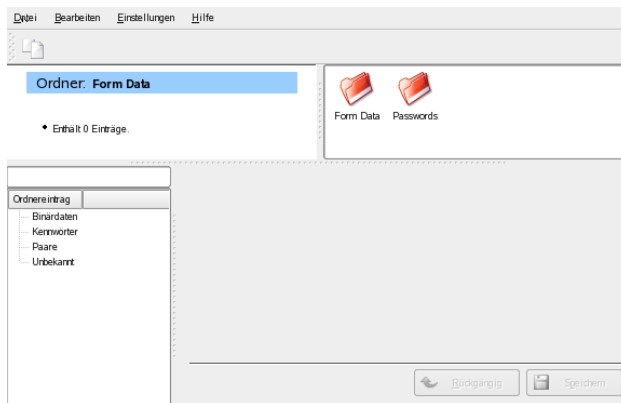 Datei Bearbeiten Einstellungen Hilfe
Ordner: Form Data
Enthält 0 Einträge.
Form Data Passwords
Ordnereintrag
Binärdaten
Kennwörter
Paare
Unbekannt
Rückgängig Speichern